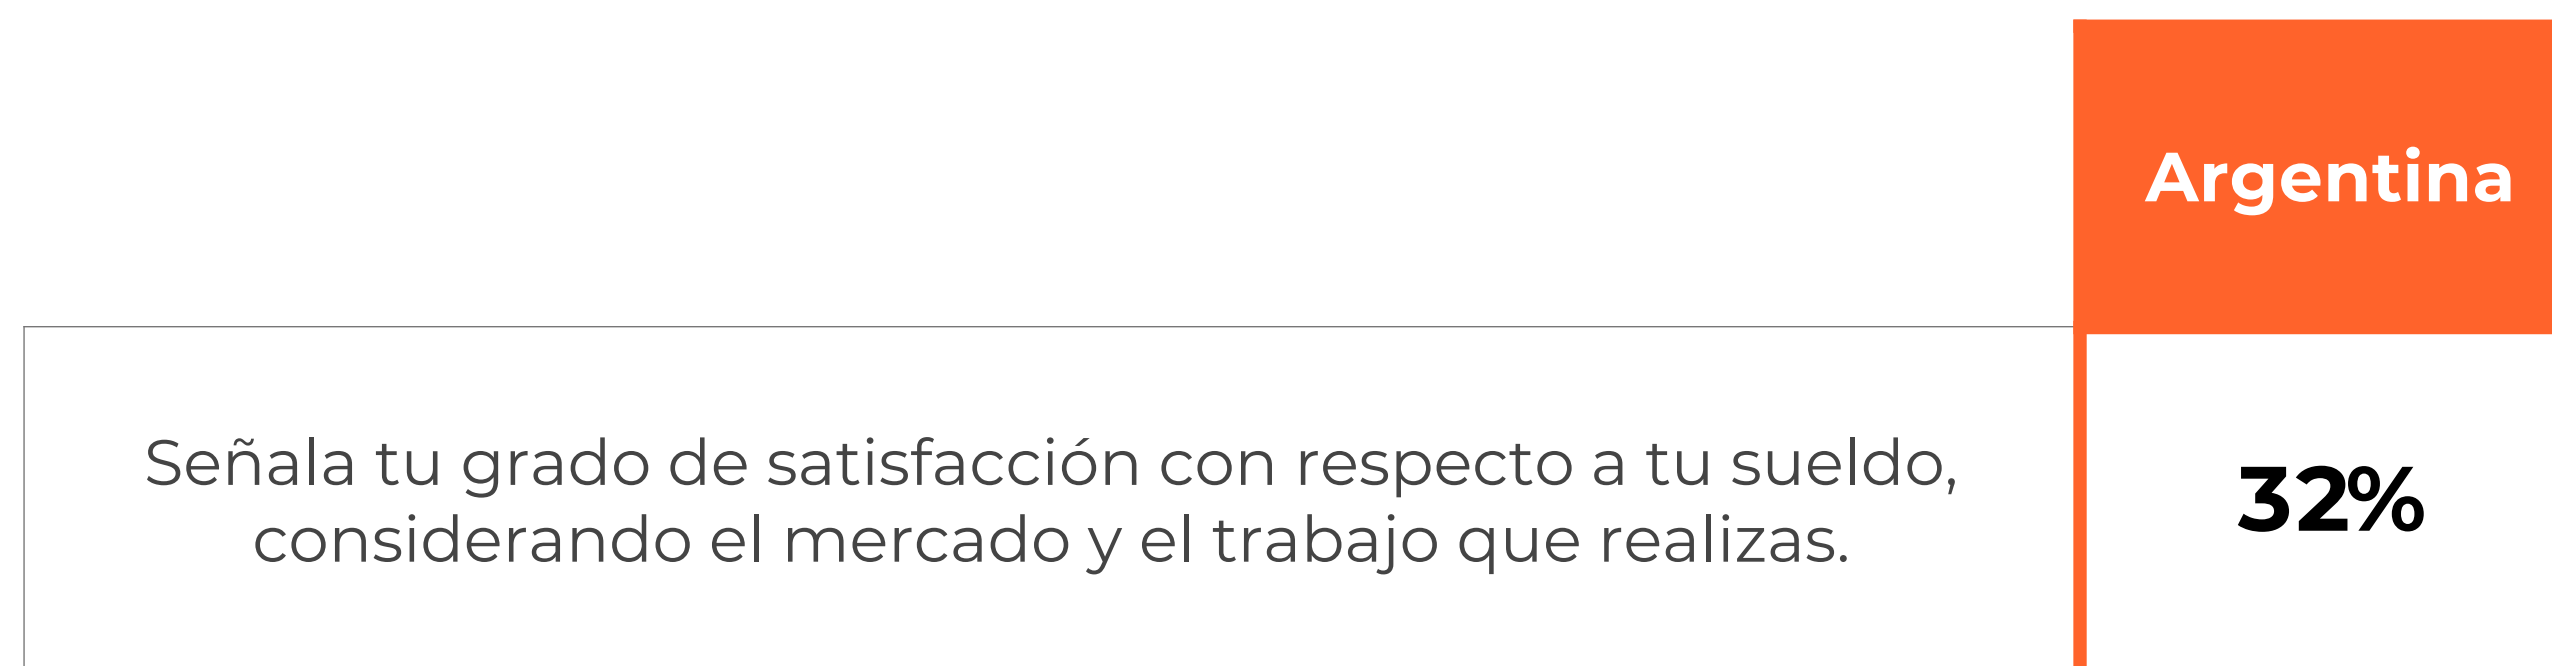 Argentina
Señala tu grado de satisfacción con respecto a tu sueldo,
considerando el mercado y el trabajo que realizas.
32%